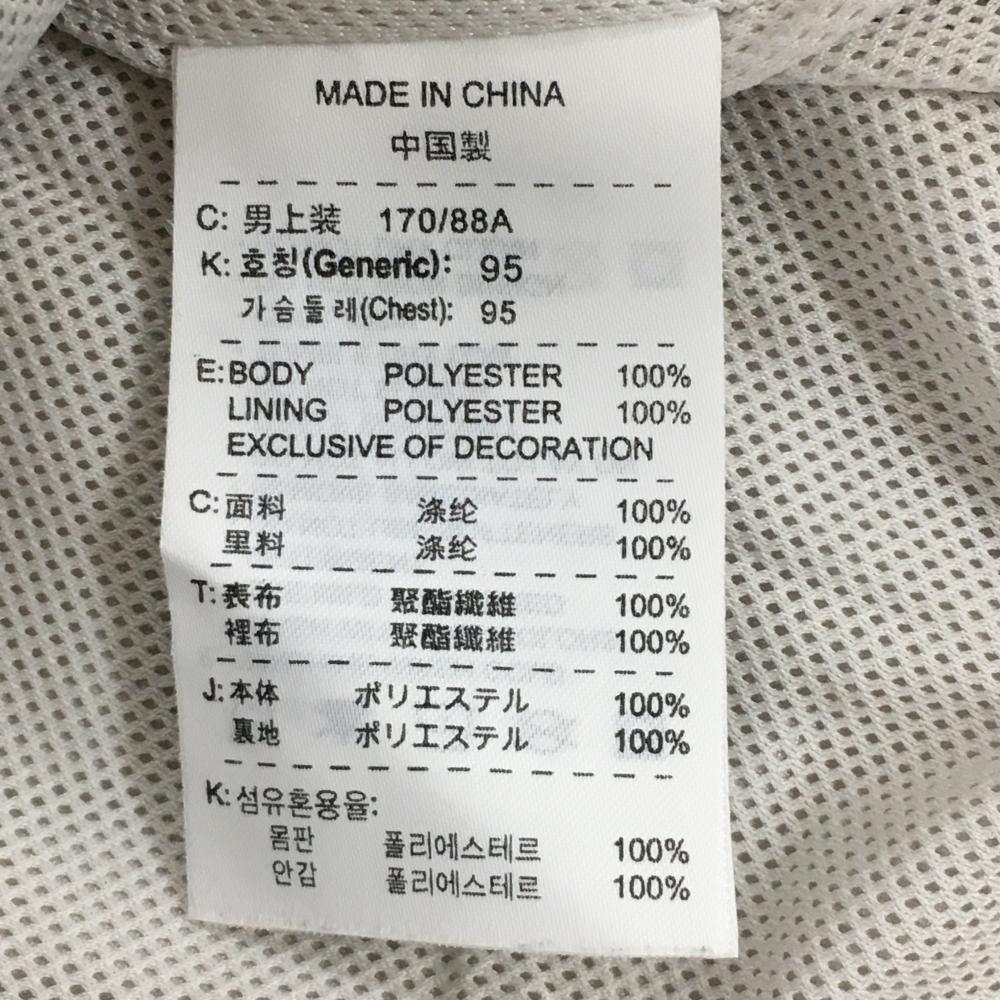 MADE IN CHINA
中国製
C: 男上装 170/88A
K: 호칭(Generic): 95
가슴둘레(Chest): 95
E: BODY POLYESTER 100%
LINING POLYESTER 100%
EXCLUSIVE OF DECORATION
C: 面料 涤纶 100%
里料 涤纶 100%
T: 表布 聚酯纖維 100%
裡布 聚酯纖維 100%
J: 本体 ポリエステル 100%
裏地 ポリエステル 100%
K: 섬유혼용율:
몸판 폴리에스테르 100%
안감 폴리에스테르 100%